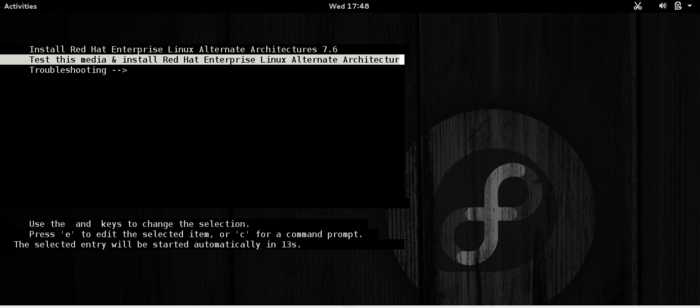 Activities
Wed 17:48
Install Red Hat Enterprise Linux Alternate Architectures 7.6
Test this media & install Red Hat Enterprise Linux Alternate Architectur
Troubleshooting -->
Use the and keys to change the selection.
Press 'e' to edit the selected item, or 'c' for a command prompt.
The selected entry will be started automatically in 13s.